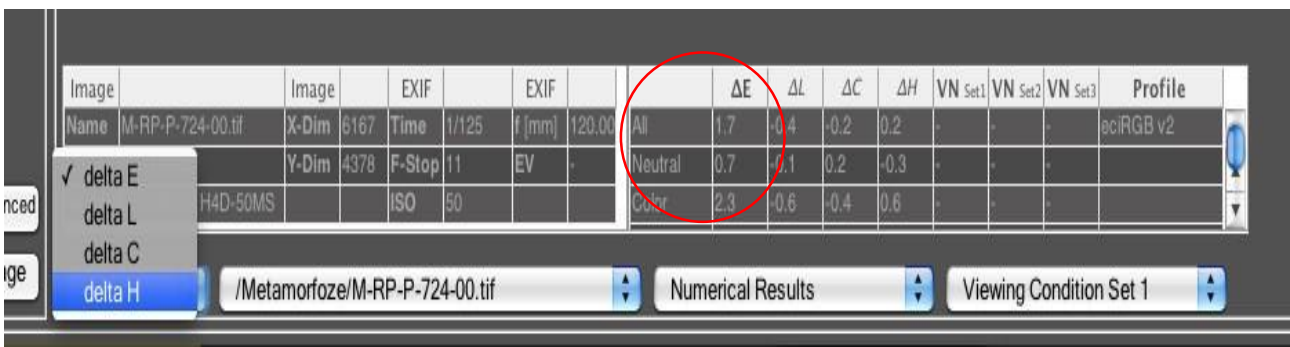 Image Image EXIF EXIF ΔE ΔL ΔC ΔH VN Set1 VN Set2 VN Set3 Profile
Name M-RP-P-724-00.tif X-Dim 6167 Time 1/125 f [mm] 120.00 All 1.7 -0.4 -0.2 0.2 - - - eciRGB v2
Y-Dim 4378 F-Stop 11 EV - Neutral 0.7 -0.1 0.2 -0.3 - - -
H4D-50MS ISO 50 Color 2.3 -0.6 -0.4 0.6 - - -
✓ delta E
delta L
delta C
delta H
/Metamorfoze/M-RP-P-724-00.tif Numerical Results Viewing Condition Set 1